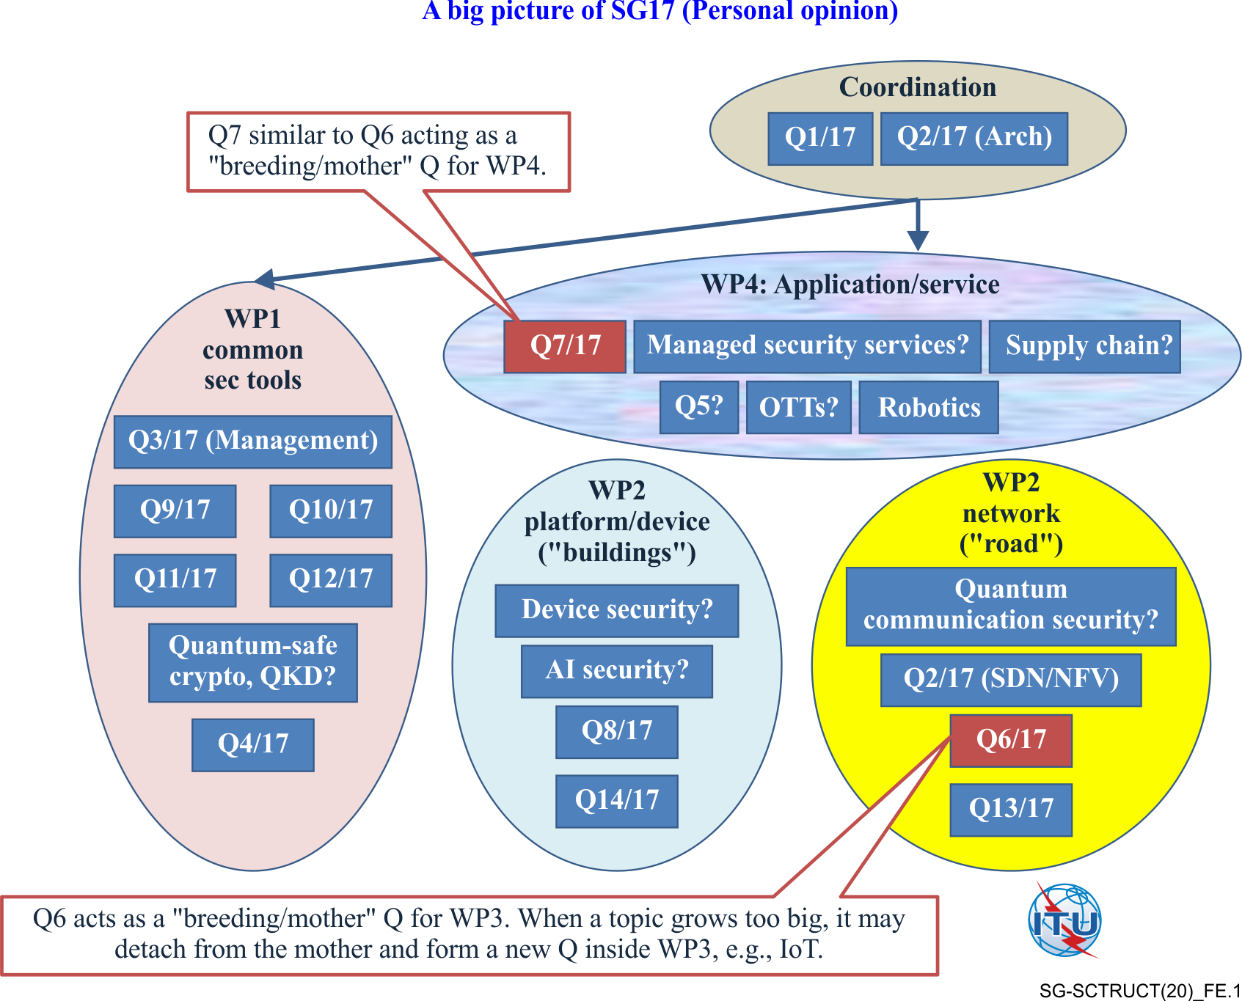 A big picture of SG17 (Personal opinion)
Coordination
Q1/17
Q2/17 (Arch)
Q7 similar to Q6 acting as a
"breeding/mother" Q for WP4.
WP4: Application/service
Q7/17
Managed security services?
Supply chain?
Q5?
OTTs?
Robotics
WP1
common
sec tools
Q3/17 (Management)
Q9/17
Q10/17
Q11/17
Q12/17
Quantum-safe
crypto, QKD?
Q4/17
WP2
platform/device
("buildings")
Device security?
AI security?
Q8/17
Q14/17
WP2
network
("road")
Quantum
communication security?
Q2/17 (SDN/NFV)
Q6/17
Q13/17
Q6 acts as a "breeding/mother" Q for WP3. When a topic grows too big, it may
detach from the mother and form a new Q inside WP3, e.g., IoT.
ITU
SG-SCTRUCT(20)_FE.1